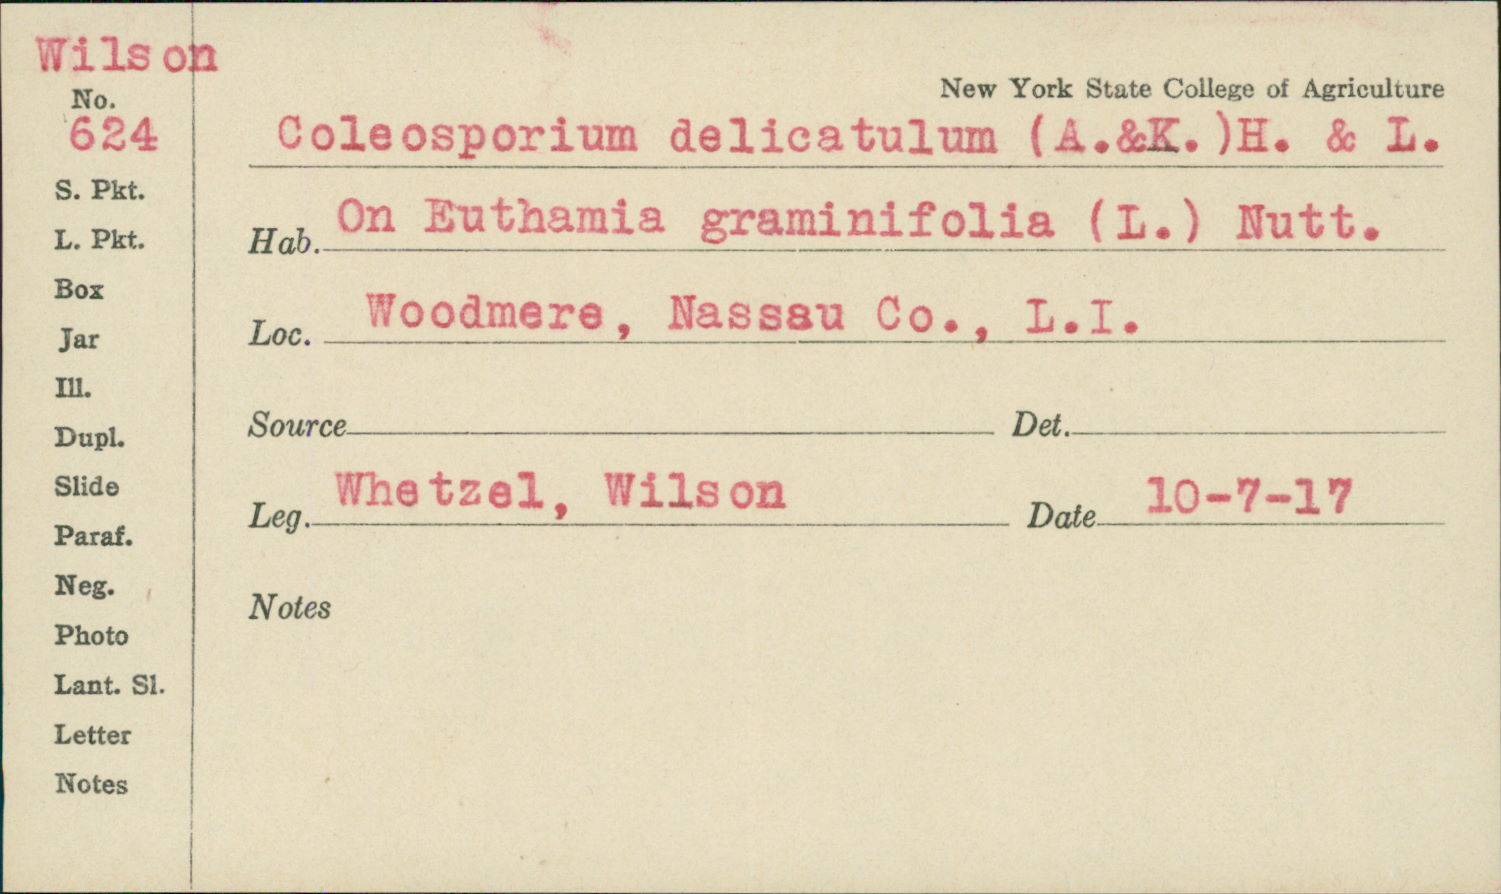 Wilson
No.
624
S. Pkt.
L. Pkt.
Box
Jar
Ill.
Dupl.
Slide
Paraf.
Neg.
Photo
Lant. Sl.
Letter
Notes
New York State College of Agriculture
Coleosporium delicatulum (A.&K.)H. & L.
Hab. On Euthamia graminifolia (L.) Nutt.
Loc. Woodmere, Nassau Co., L.I.
Source Det.
Leg. Whetzel, Wilson Date 10-7-17
Notes